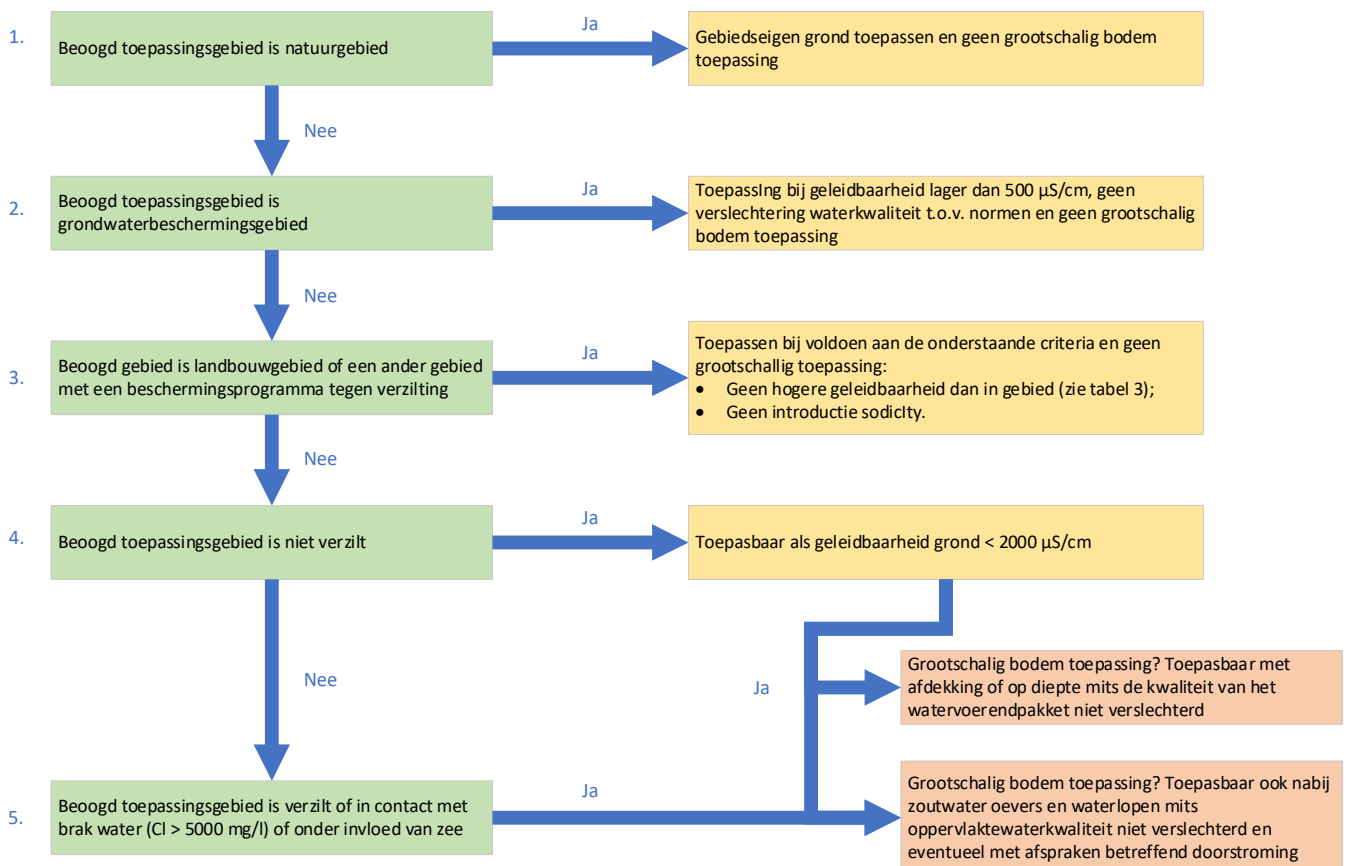 1.
Beoogd toepassingsgebied is natuurgebied
Ja
Gebiedseigen grond toepassen en geen grootschalig bodem
toepassing
Nee
2.
Beoogd toepassingsgebied is
grondwaterbeschermingsgebied
Ja
ToepassIng bij geleidbaarheid lager dan 500 µS/cm, geen
verslechtering waterkwaliteit t.o.v. normen en geen grootschalig
bodem toepassing
Nee
3.
Beoogd gebied is landbouwgebied of een ander gebied
met een beschermingsprogramma tegen verzilting
Ja
Toepassen bij voldoen aan de onderstaande criteria en geen
grootschallig toepassing:
• Geen hogere geleidbaarheid dan in gebied (zie tabel 3);
• Geen introductie sodicIty.
Nee
4.
Beoogd toepassingsgebied is niet verzilt
Ja
Toepasbaar als geleidbaarheid grond < 2000 µS/cm
Nee
Ja
Grootschalig bodem toepassing? Toepasbaar met
afdekking of op diepte mits de kwaliteit van het
watervoerendpakket niet verslechterd
5.
Beoogd toepassingsgebied is verzilt of in contact met
brak water (Cl > 5000 mg/l) of onder invloed van zee
Ja
Grootschalig bodem toepassing? Toepasbaar ook nabij
zoutwater oevers en waterlopen mits
oppervlaktewaterkwaliteit niet verslechterd en
eventueel met afspraken betreffend doorstroming